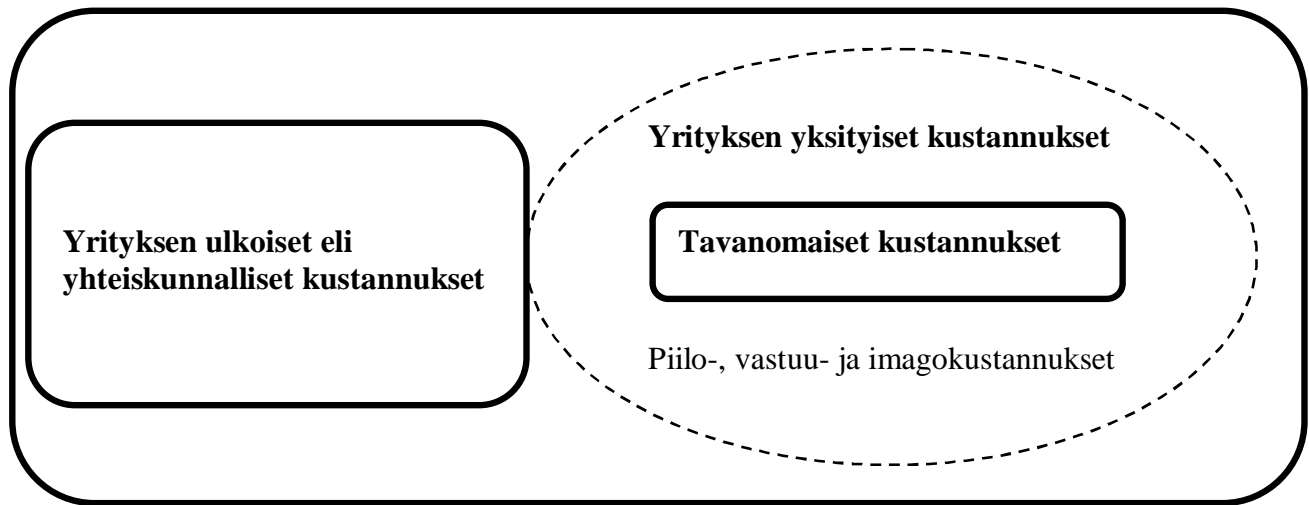 Yrityksen ulkoiset eli
yhteiskunnalliset kustannukset
Yrityksen yksityiset kustannukset
Tavanomaiset kustannukset
Piilo-, vastuu- ja imagokustannukset